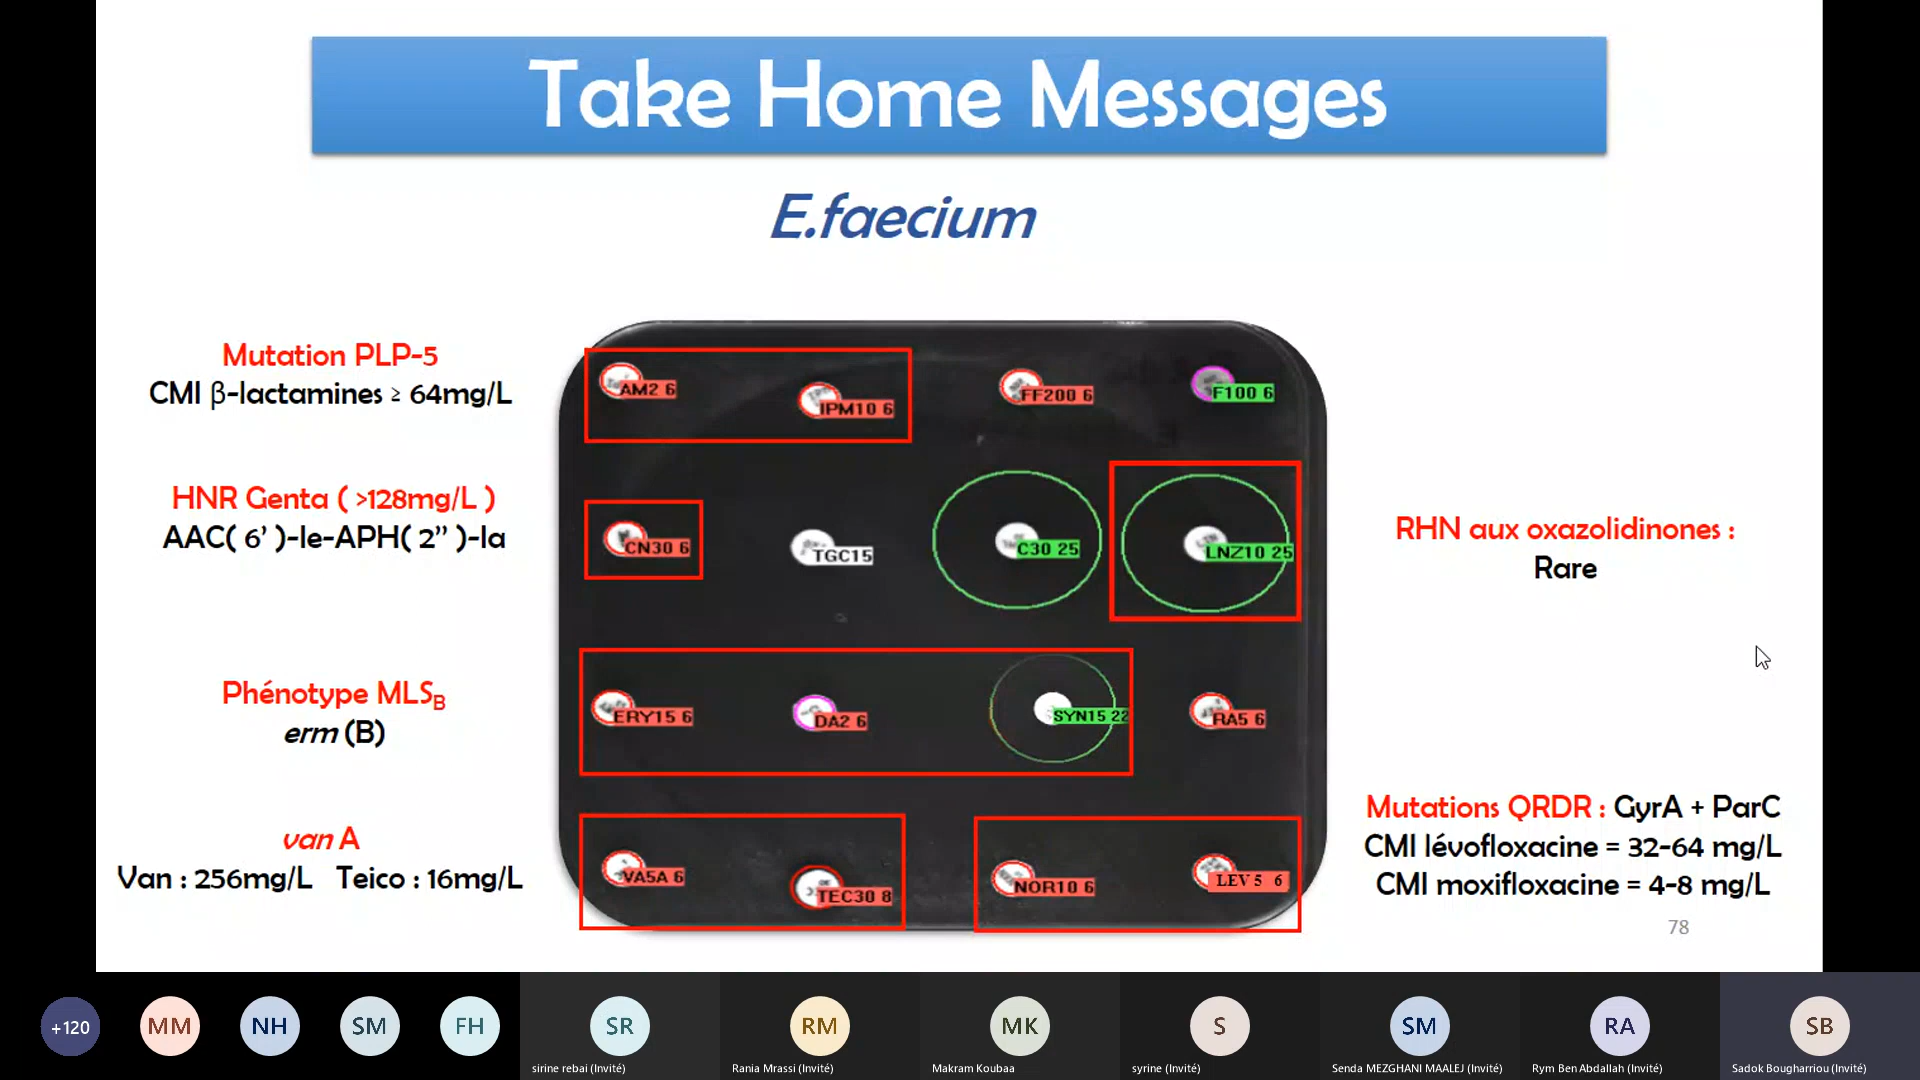 Take Home Messages
E.faecium
Mutation PLP-5
CMI β-lactamines ≥ 64mg/L
HNR Genta ( >128mg/L )
AAC( 6’ )-Ie-APH( 2” )-Ia
Phénotype MLSB
erm (B)
van A
Van : 256mg/L Teico : 16mg/L
AM2 6
IPM10 6
FF200 6
F100 6
CN30 6
TGC15
C30 25
LNZ10 25
ERY15 6
DA2 6
SYN15 22
RA5 6
VA5A 6
TEC30 8
NOR10 6
LEV 5 6
RHN aux oxazolidinones :
Rare
Mutations QRDR : GyrA + ParC
CMI lévofloxacine = 32-64 mg/L
CMI moxifloxacine = 4-8 mg/L
78
+120
MM
NH
SM
FH
SR
sirine rebai (Invité)
RM
Rania Mrassi (Invité)
MK
Makram Koubaa
S
syrine (Invité)
SM
Senda MEZGHANI MAALEJ (Invité)
RA
Rym Ben Abdallah (Invité)
SB
Sadok Bougharriou (Invité)